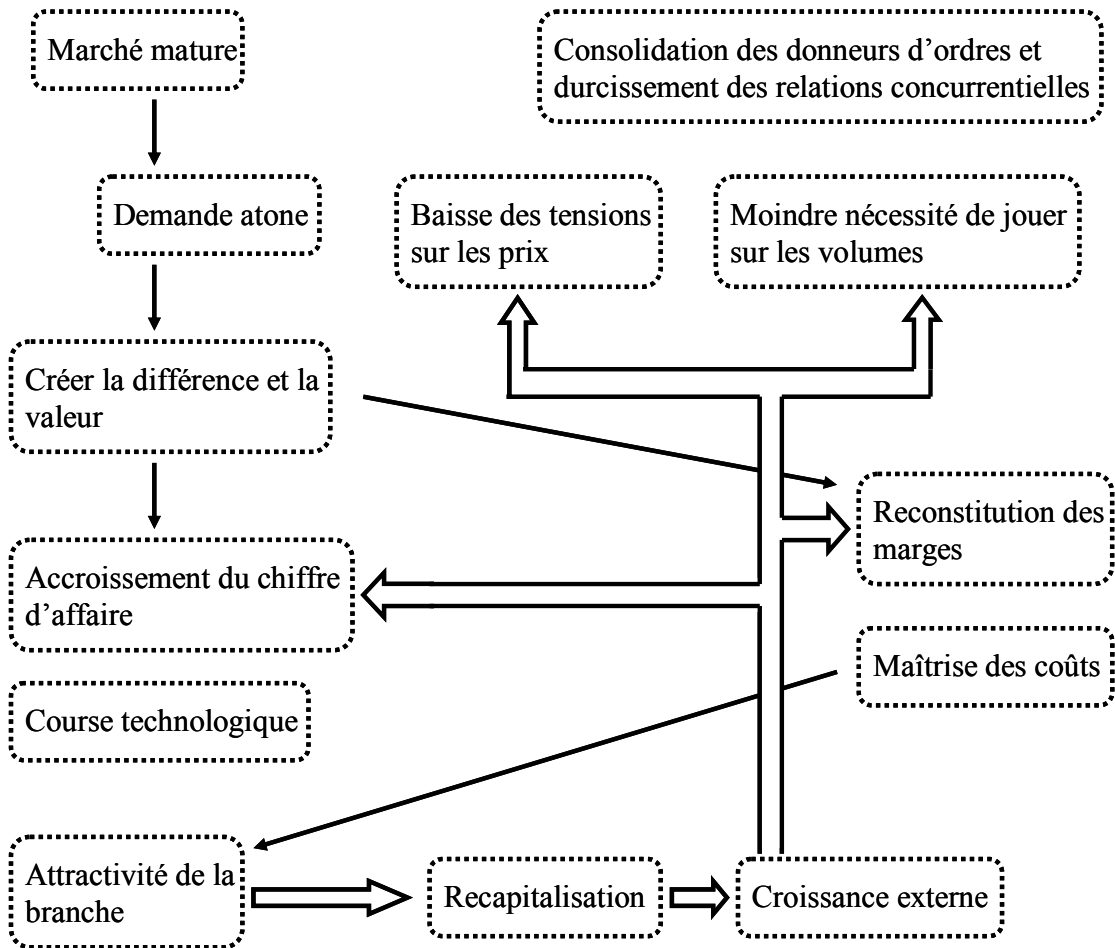 Marché mature
Consolidation des donneurs d’ordres et
durcissement des relations concurrentielles
Demande atone
Baisse des tensions
sur les prix
Moindre nécessité de jouer
sur les volumes
Créer la différence et la
valeur
Reconstitution des
marges
Accroissement du chiffre
d’affaire
Maîtrise des coûts
Course technologique
Attractivité de la
branche
Recapitalisation
Croissance externe